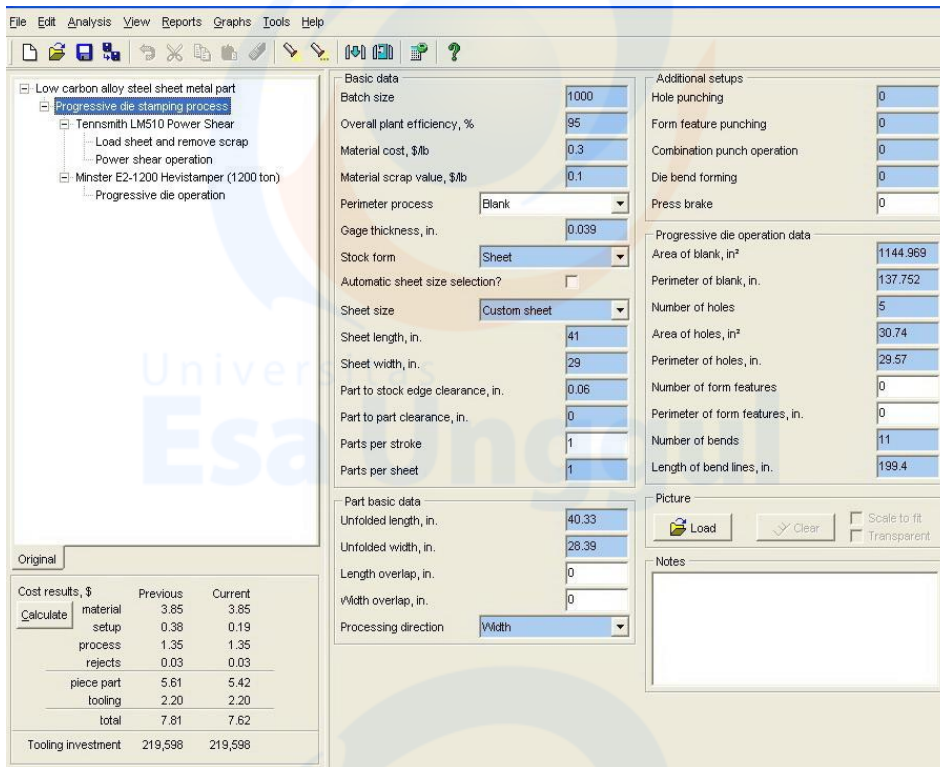 File Edit Analysis View Reports Graphs Tools Help
Low carbon alloy steel sheet metal part
Progressive die stamping process
Tennsmith LM510 Power Shear
Load sheet and remove scrap
Power shear operation
Minster E2-1200 Hevistamper (1200 ton)
Progressive die operation
Original
Cost results, $ Previous Current
Calculate
material 3.85 3.85
setup 0.38 0.19
process 1.35 1.35
rejects 0.03 0.03
piece part 5.61 5.42
tooling 2.20 2.20
total 7.81 7.62
Tooling investment 219,598 219,598
Basic data
Batch size 1000
Overall plant efficiency, % 95
Material cost, $/lb 0.3
Material scrap value, $/lb 0.1
Perimeter process Blank
Gage thickness, in. 0.039
Stock form Sheet
Automatic sheet size selection?
Sheet size Custom sheet
Sheet length, in. 41
Sheet width, in. 29
Part to stock edge clearance, in. 0.06
Part to part clearance, in. 0
Parts per stroke 1
Parts per sheet 1
Part basic data
Unfolded length, in. 40.33
Unfolded width, in. 28.39
Length overlap, in. 0
Width overlap, in. 0
Processing direction Width
Additional setups
Hole punching 0
Form feature punching 0
Combination punch operation 0
Die bend forming 0
Press brake 0
Progressive die operation data
Area of blank, in² 1144.969
Perimeter of blank, in. 137.752
Number of holes 5
Area of holes, in² 30.74
Perimeter of holes, in. 29.57
Number of form features 0
Perimeter of form features, in. 0
Number of bends 11
Length of bend lines, in. 199.4
Picture
Load
Clear
Scale to fit
Transparent
Notes
Universitas
Esa Unggul